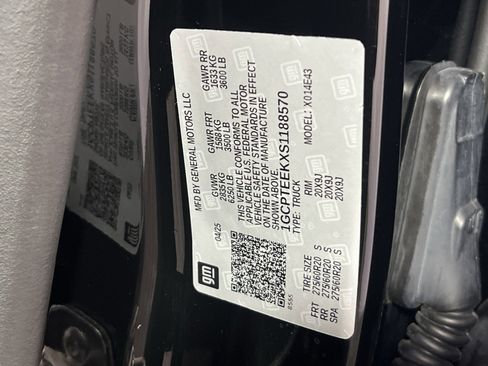 MFD BY GENERAL MOTORS LLC
04/25 GVWR GAWR FRT GAWR RR
2835 KG 1588 KG 1633 KG
6250 LB 3500 LB 3600 LB
THIS VEHICLE CONFORMS TO ALL
APPLICABLE U.S. FEDERAL MOTOR
VEHICLE SAFETY STANDARDS IN EFFECT
ON THE DATE OF MANUFACTURE
SHOWN ABOVE.
1GCPTEEKXS1188570
TYPE: TRUCK MODEL: X014E43
gm
8555
TIRE SIZE RIM
FRT 275/60R20 S 20X9J
RR 275/60R20 S 20X9J
SPA 275/60R20 S 20X9J